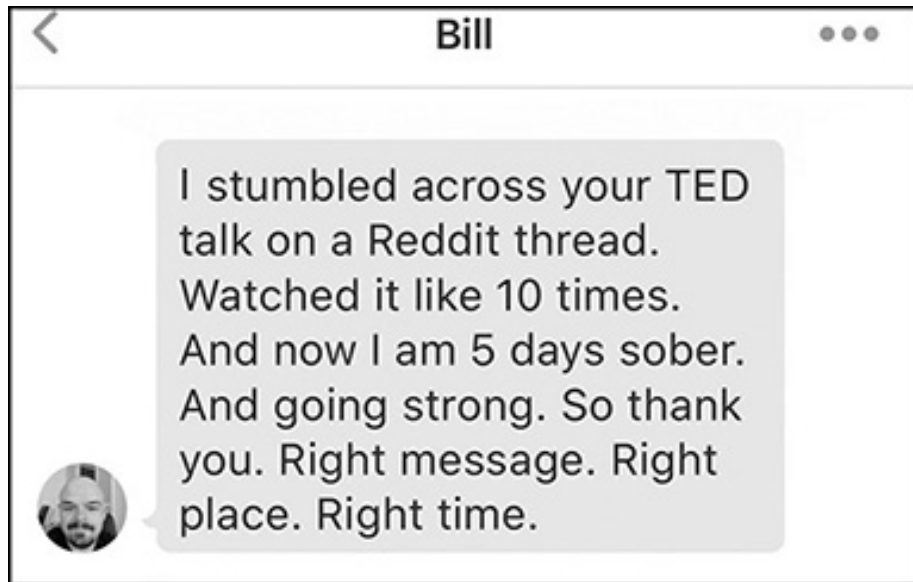 Bill
I stumbled across your TED
talk on a Reddit thread.
Watched it like 10 times.
And now I am 5 days sober.
And going strong. So thank
you. Right message. Right
place. Right time.